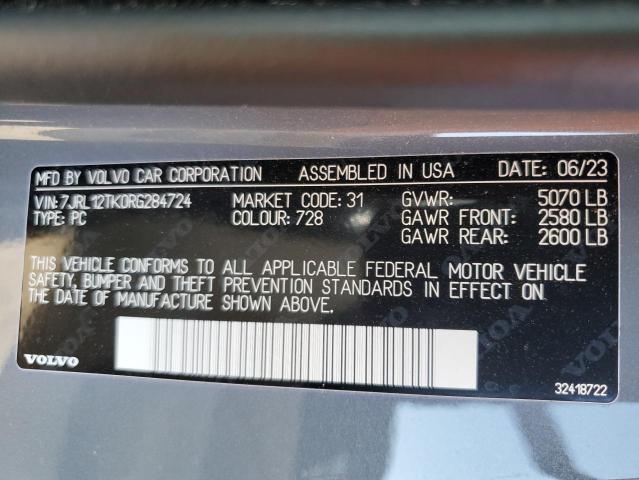 MFD BY VOLVO CAR CORPORATION ASSEMBLED IN USA DATE: 06/23
VIN:7JRL12TK0RG284724 MARKET CODE: 31 GVWR: 5070 LB
TYPE: PC COLOUR: 728 GAWR FRONT: 2580 LB
GAWR REAR: 2600 LB
THIS VEHICLE CONFORMS TO ALL APPLICABLE FEDERAL MOTOR VEHICLE
SAFETY, BUMPER AND THEFT PREVENTION STANDARDS IN EFFECT ON
THE DATE OF MANUFACTURE SHOWN ABOVE.
VOLVO
32418722